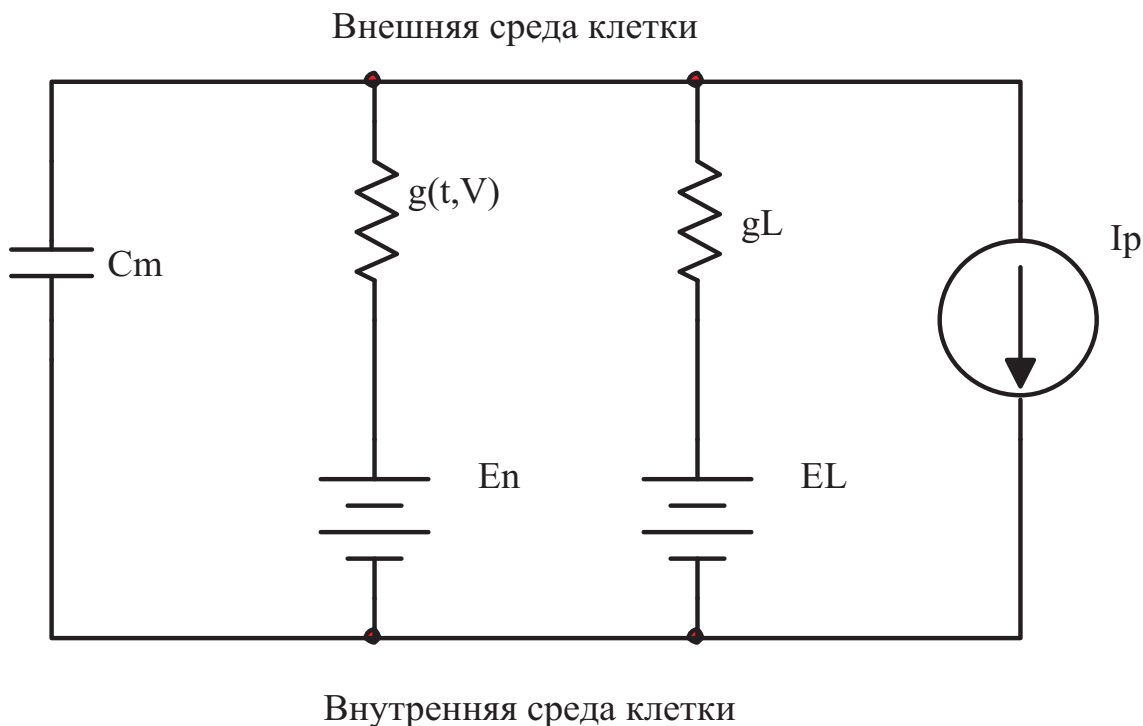 Внешняя среда клетки
g(t,V)
gL
Ip
Cm
En
EL
Внутренняя среда клетки